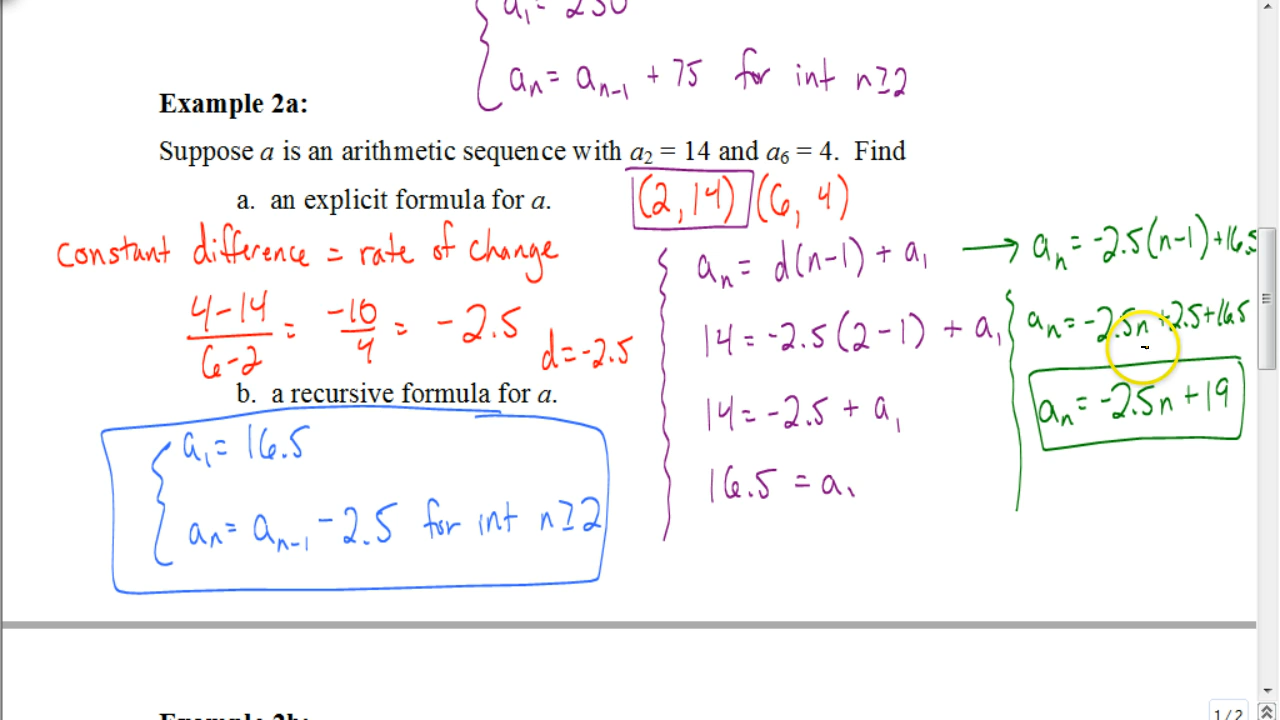 a₁ = 250
aₙ = aₙ₋₁ + 75 for int n≥2
Example 2a:
Suppose a is an arithmetic sequence with a₂ = 14 and a₆ = 4. Find
a. an explicit formula for a.
(2, 14) (6, 4)
Constant difference = rate of change
4-14/6-2 = -10/4 = -2.5
d=-2.5
aₙ = d(n-1) + a₁
14 = -2.5(2-1) + a₁
14 = -2.5 + a₁
16.5 = a₁
→ aₙ = -2.5(n-1)+16.5
aₙ = -2.5n+2.5+16.5
aₙ = -2.5n + 19
b. a recursive formula for a.
a₁ = 16.5
aₙ = aₙ₋₁ - 2.5 for int n≥2
1/2